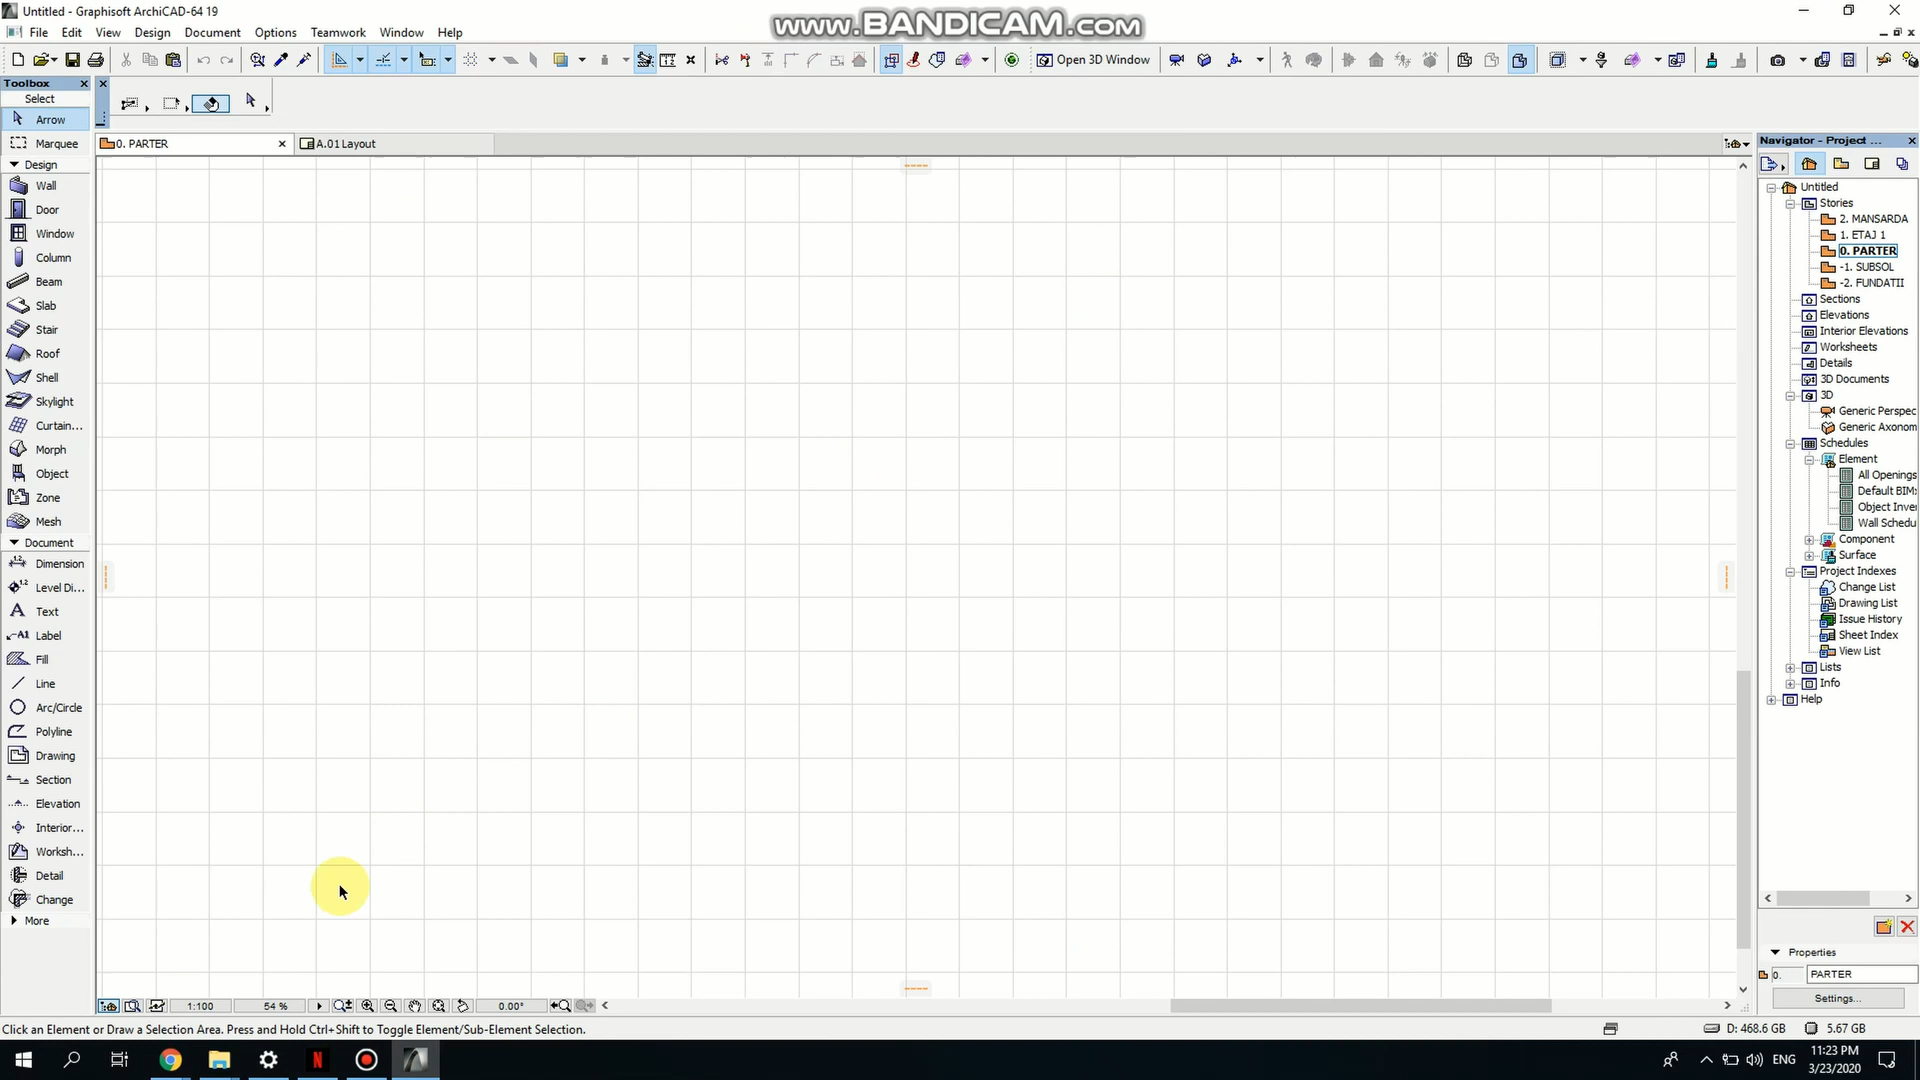 Untitled - Graphisoft ArchiCAD-64 19
www.BANDICAM.com
File Edit View Design Document Options Teamwork Window Help
Open 3D Window
Toolbox
Select
Arrow
Marquee
Design
Wall
Door
Window
Column
Beam
Slab
Stair
Roof
Shell
Skylight
Curtain...
Morph
Object
Zone
Mesh
Document
Dimension
Level Di...
Text
Label
Fill
Line
Arc/Circle
Polyline
Drawing
Section
Elevation
Interior...
Worksh...
Detail
Change
More
0. PARTER
A.01 Layout
Navigator - Project ...
Untitled
Stories
2. MANSARDA
1. ETAJ 1
0. PARTER
-1. SUBSOL
-2. FUNDATII
Sections
Elevations
Interior Elevations
Worksheets
Details
3D Documents
3D
Generic Perspec
Generic Axonom
Schedules
Element
All Openings
Default BIM
Object Inve
Wall Schedu
Component
Surface
Project Indexes
Change List
Drawing List
Issue History
Sheet Index
View List
Lists
Info
Help
Properties
0. PARTER
Settings...
1:100
54 %
0.00°
Click an Element or Draw a Selection Area. Press and Hold Ctrl+Shift to Toggle Element/Sub-Element Selection.
D: 468.6 GB
5.67 GB
ENG
11:23 PM
3/23/2020